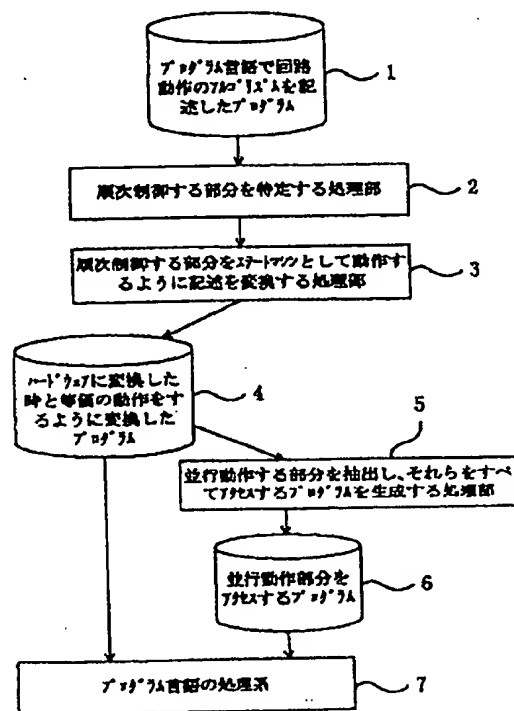 プログラム言語で回路
動作のアルゴリズムを記
述したプログラム
1
順次制御する部分を特定する処理部
2
順次制御する部分をステートマシンとして動作す
るように記述を変換する処理部
3
ハードウェアに変換した
時と等価の動作をす
るように変換した
プログラム
4
5
並行動作する部分を抽出し、それらをすべ
てアクセスするプログラムを生成する処理部
並行動作部分を
アクセスするプログラム
6
プログラム言語の処理系
7